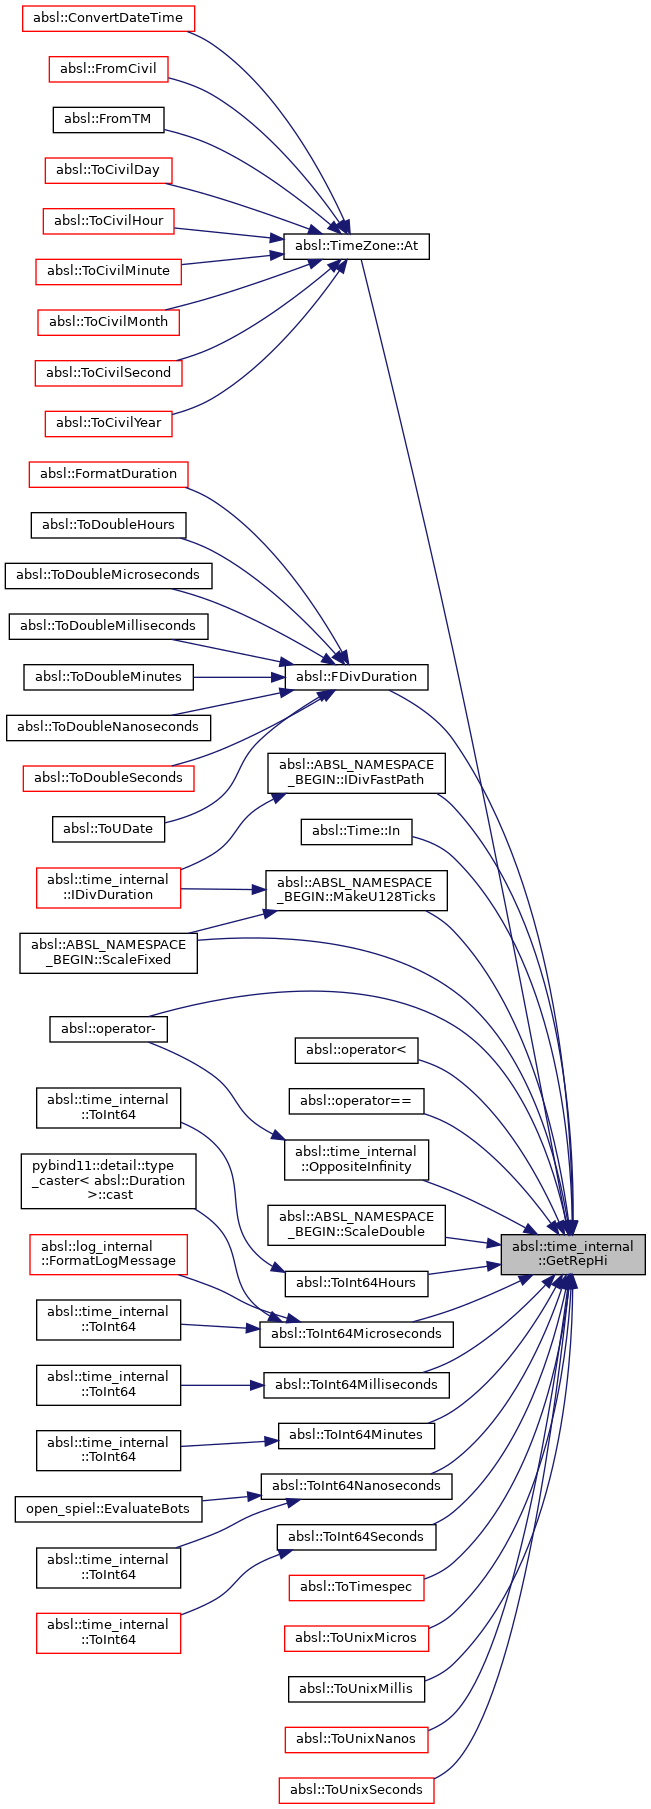 absl::ConvertDateTime
absl::FromCivil
absl::FromTM
absl::ToCivilDay
absl::ToCivilHour
absl::TimeZone::At
absl::ToCivilMinute
absl::ToCivilMonth
absl::ToCivilSecond
absl::ToCivilYear
absl::FormatDuration
absl::ToDoubleHours
absl::ToDoubleMicroseconds
absl::ToDoubleMilliseconds
absl::ToDoubleMinutes
absl::FDivDuration
absl::ToDoubleNanoseconds
absl::ToDoubleSeconds
absl::ABSL_NAMESPACE
_BEGIN::IDivFastPath
absl::ToUDate
absl::Time::In
absl::time_internal
::IDivDuration
absl::ABSL_NAMESPACE
_BEGIN::MakeU128Ticks
absl::ABSL_NAMESPACE
_BEGIN::ScaleFixed
absl::operator-
absl::operator<
absl::time_internal
::ToInt64
absl::operator==
absl::time_internal
::OppositeInfinity
pybind11::detail::type
_caster< absl::Duration
>::cast
absl::ABSL_NAMESPACE
_BEGIN::ScaleDouble
absl::time_internal
::GetRepHi
absl::log_internal
::FormatLogMessage
absl::ToInt64Hours
absl::time_internal
::ToInt64
absl::ToInt64Microseconds
absl::time_internal
::ToInt64
absl::ToInt64Milliseconds
absl::time_internal
::ToInt64
absl::ToInt64Minutes
absl::ToInt64Nanoseconds
open_spiel::EvaluateBots
absl::ToInt64Seconds
absl::time_internal
::ToInt64
absl::ToTimespec
absl::time_internal
::ToInt64
absl::ToUnixMicros
absl::ToUnixMillis
absl::ToUnixNanos
absl::ToUnixSeconds